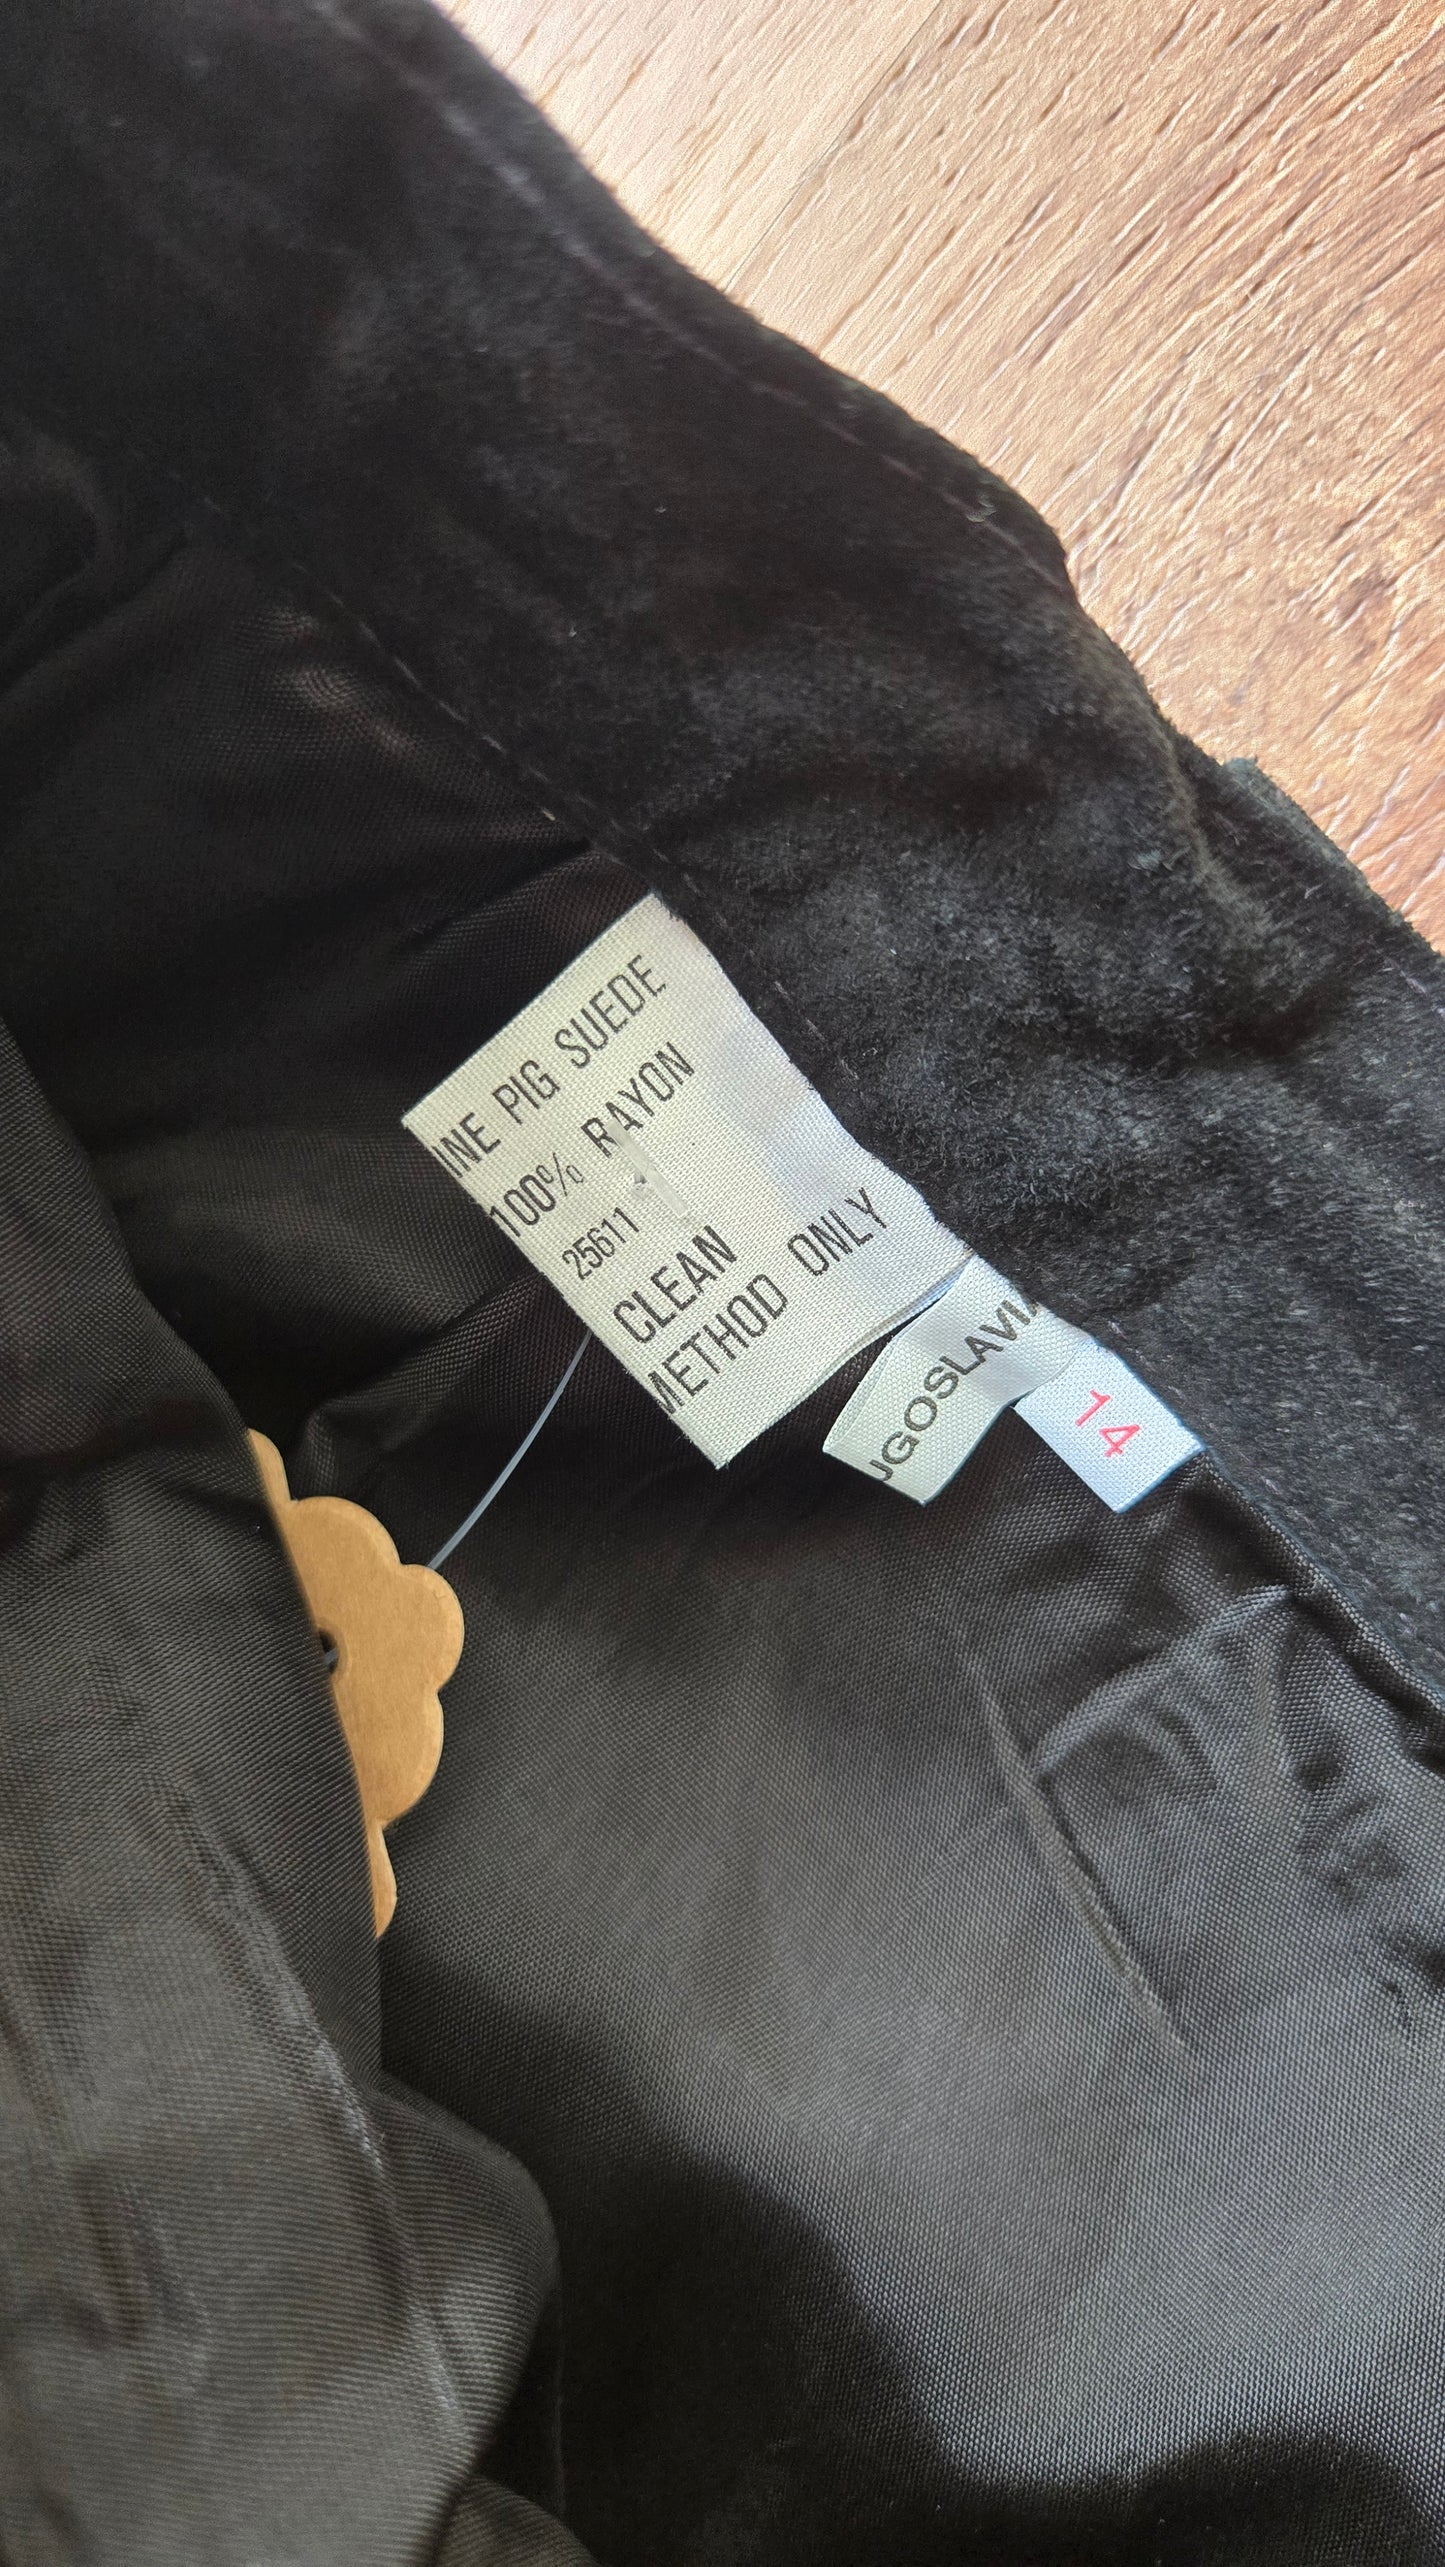 INE PIG SUEDE
100% RAYON
25611
CLEAN
METHOD ONLY
UGOSLAVIA
14